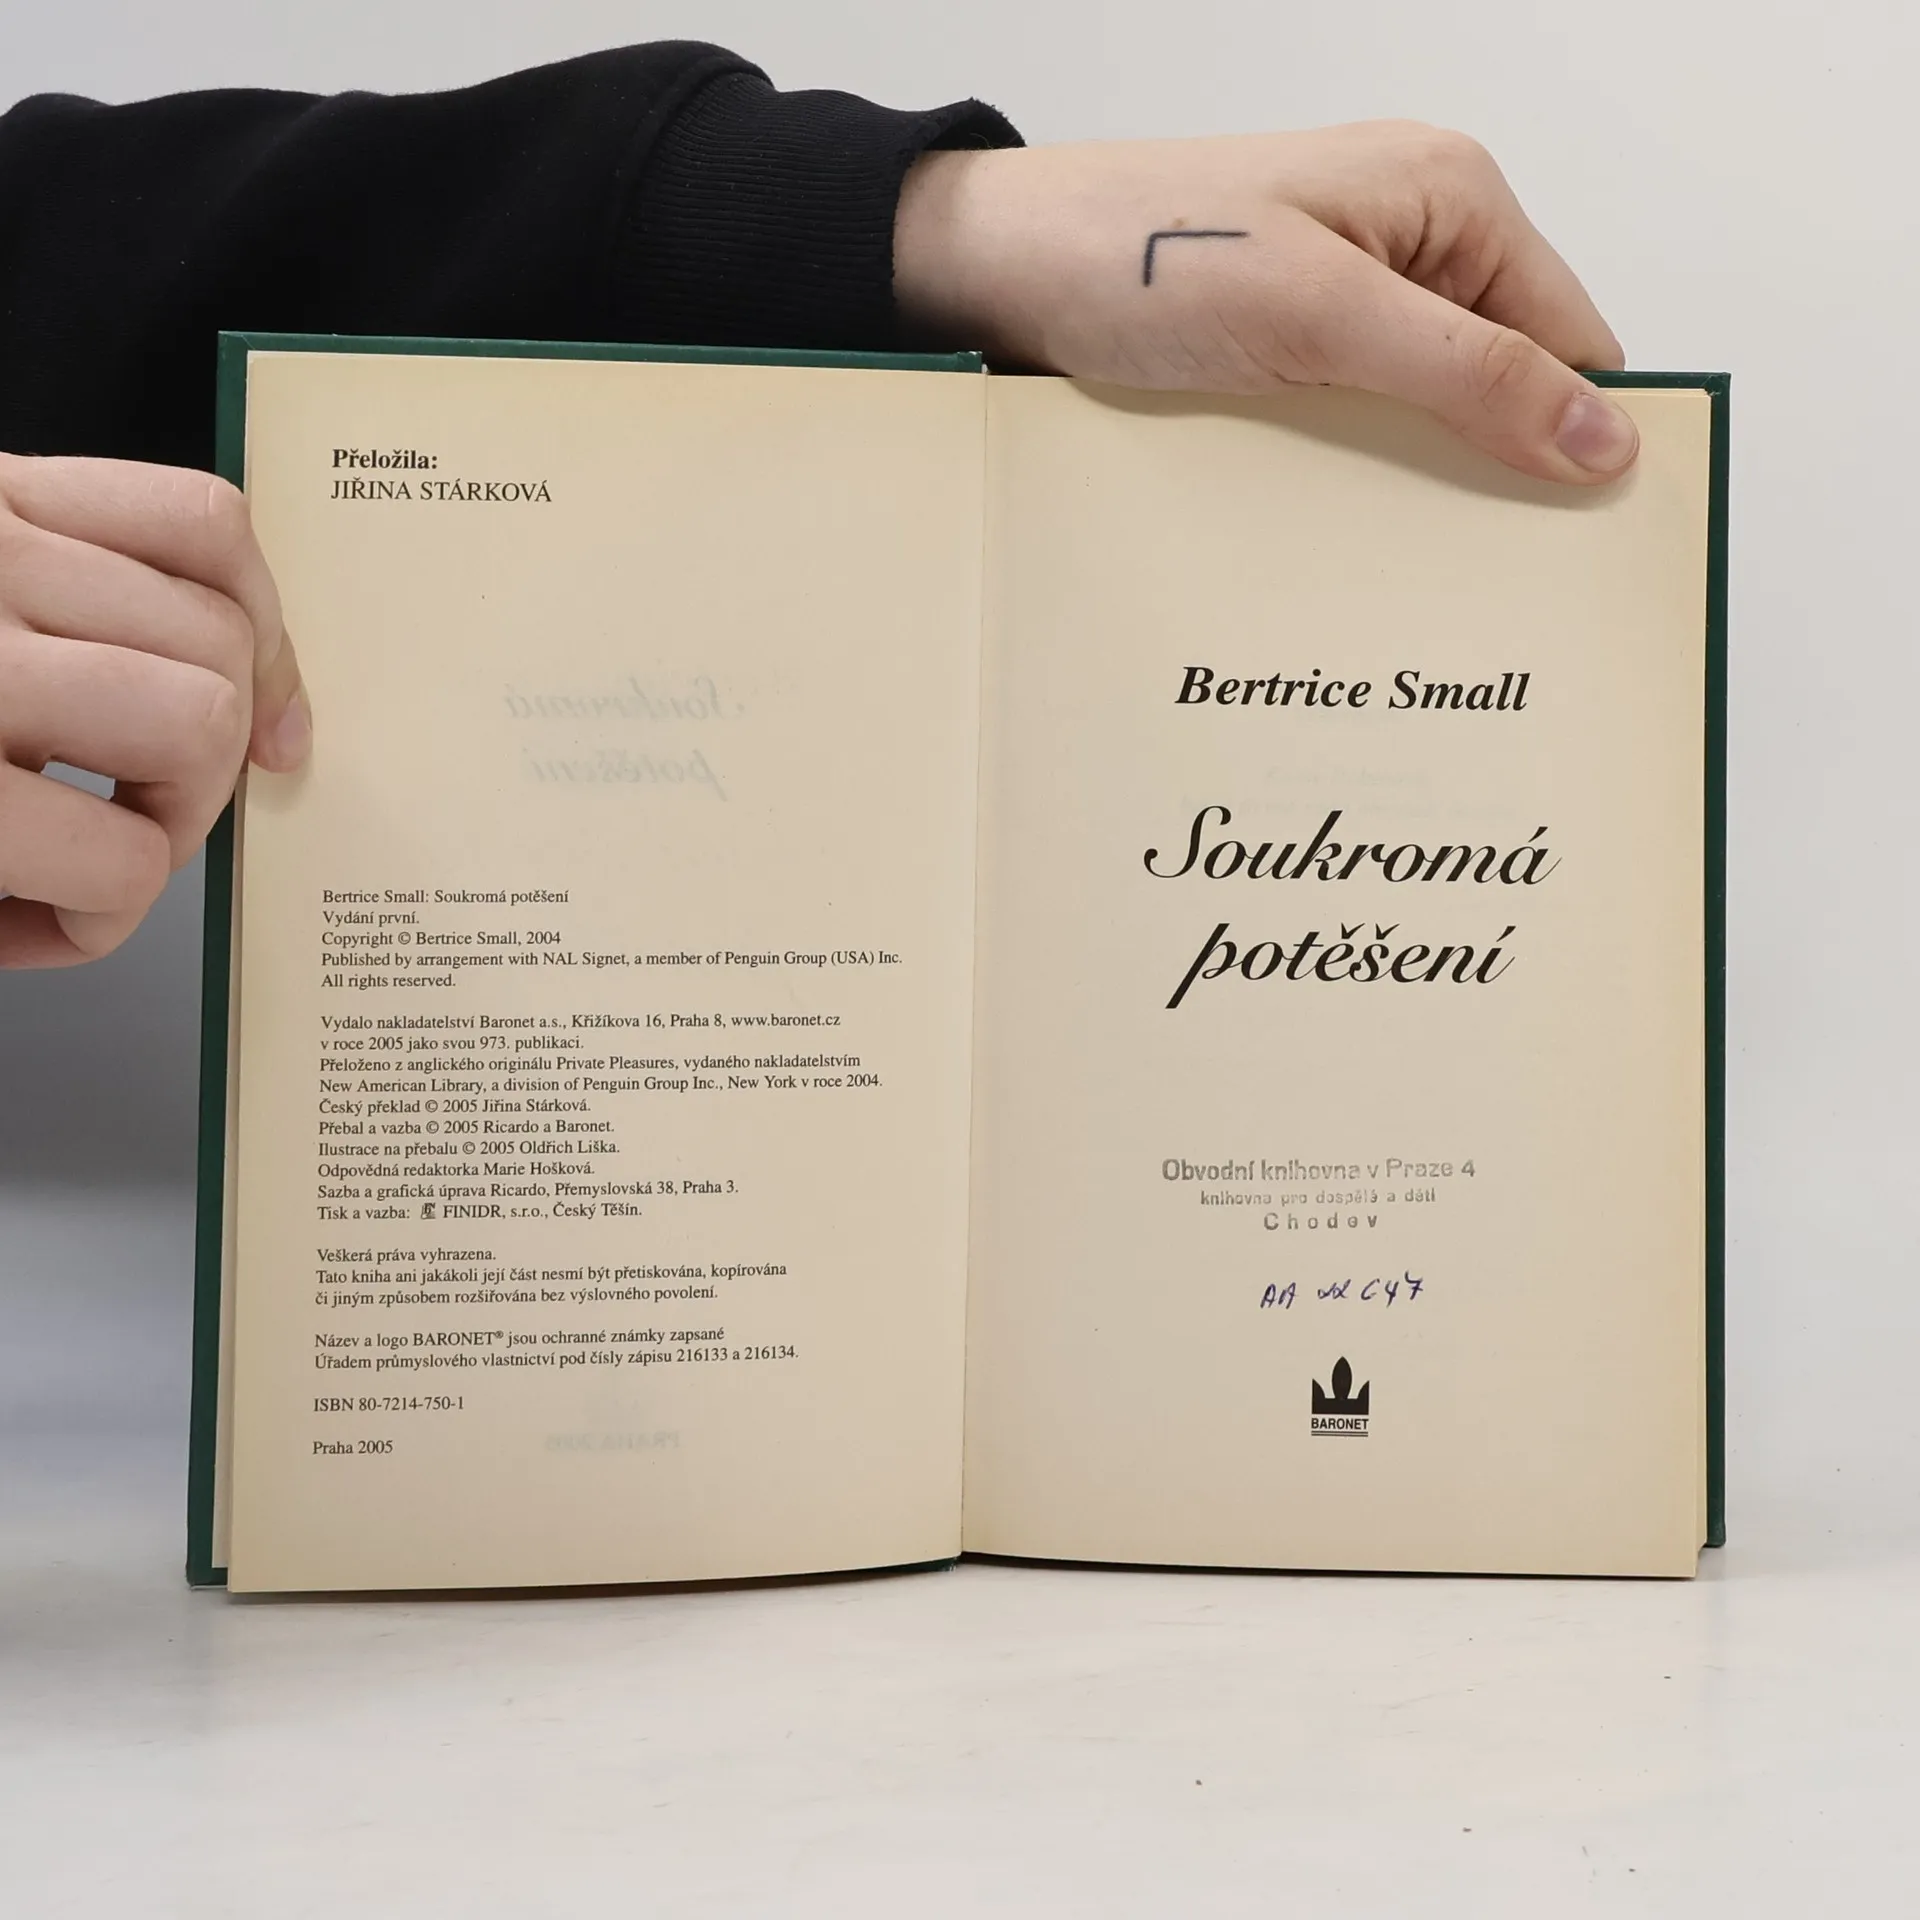 Přeložila:
JIŘINA STÁRKOVÁ
Bertrice Small: Soukromá potěšení
Vydání první.
Copyright © Bertrice Small, 2004
Published by arrangement with NAL Signet, a member of Penguin Group (USA) Inc.
All rights reserved.
Vydalo nakladatelství Baronet a.s., Křižíkova 16, Praha 8, www.baronet.cz
v roce 2005 jako svou 973. publikaci.
Přeloženo z anglického originálu Private Pleasures, vydaného nakladatelstvím
New American Library, a division of Penguin Group Inc., New York v roce 2004.
Český překlad © 2005 Jiřina Stárková.
Přebal a vazba © 2005 Ricardo a Baronet.
Ilustrace na přebalu © 2005 Oldřich Liška.
Odpovědná redaktorka Marie Hošková.
Sazba a grafická úprava Ricardo, Přemyslovská 38, Praha 3.
Tisk a vazba: FINIDR, s.r.o., Český Těšín.
Veškerá práva vyhrazena.
Tato kniha ani jakákoli její část nesmí být přetiskována, kopírována
či jiným způsobem rozšiřována bez výslovného povolení.
Název a logo BARONET® jsou ochranné známky zapsané
Úřadem průmyslového vlastnictví pod čísly zápisu 216133 a 216134.
ISBN 80-7214-750-1
Praha 2005
Bertrice Small
Soukromá
potěšení
Obvodní knihovna v Praze 4
knihovna pro dospělé a děti
Chodov
BARONET